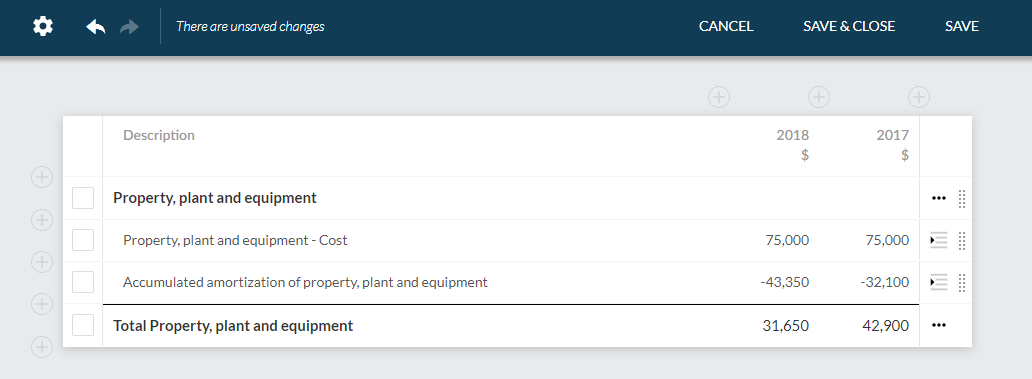 There are unsaved changes CANCEL SAVE & CLOSE SAVE
Description 2018 2017
$ $
Property, plant and equipment
Property, plant and equipment - Cost 75,000 75,000
Accumulated amortization of property, plant and equipment -43,350 -32,100
Total Property, plant and equipment 31,650 42,900